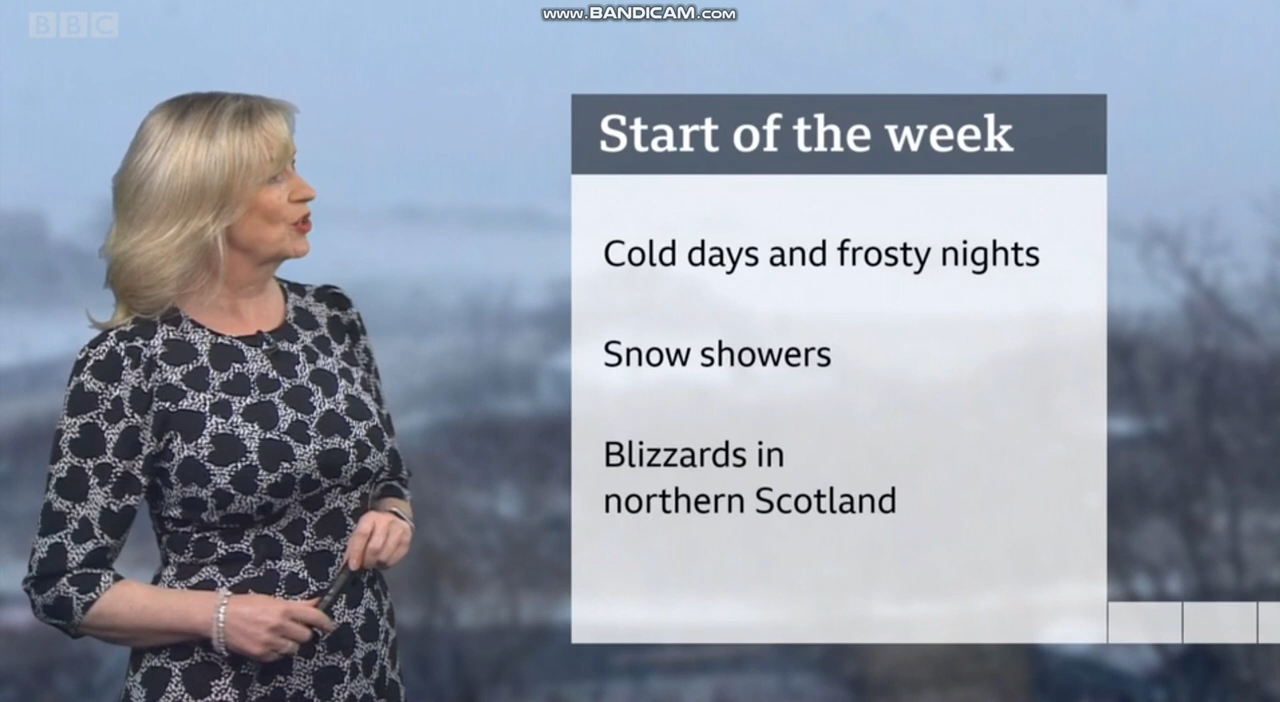 BBC
www.BANDICAM.com
Start of the week
Cold days and frosty nights
Snow showers
Blizzards in
northern Scotland